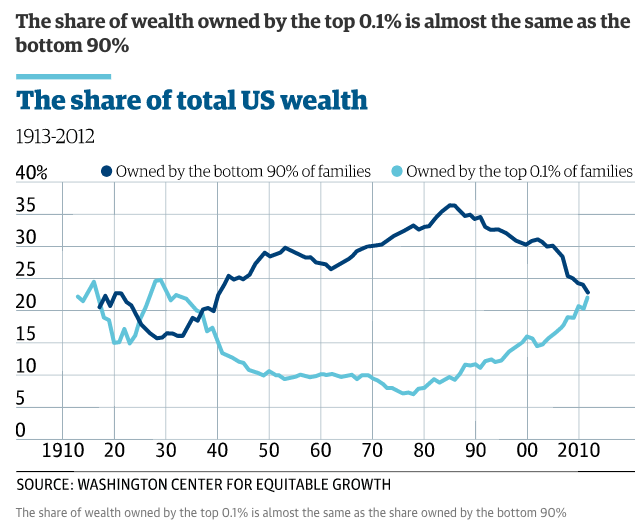 The share of wealth owned by the top 0.1% is almost the same as the
bottom 90%
The share of total US wealth
1913-2012
40%
Owned by the bottom 90% of families
Owned by the top 0.1% of families
35
30
25
20
15
10
5
0
1910 20 30 40 50 60 70 80 90 00 2010
SOURCE: WASHINGTON CENTER FOR EQUITABLE GROWTH
The share of wealth owned by the top 0.1% is almost the same as the share owned by the bottom 90%